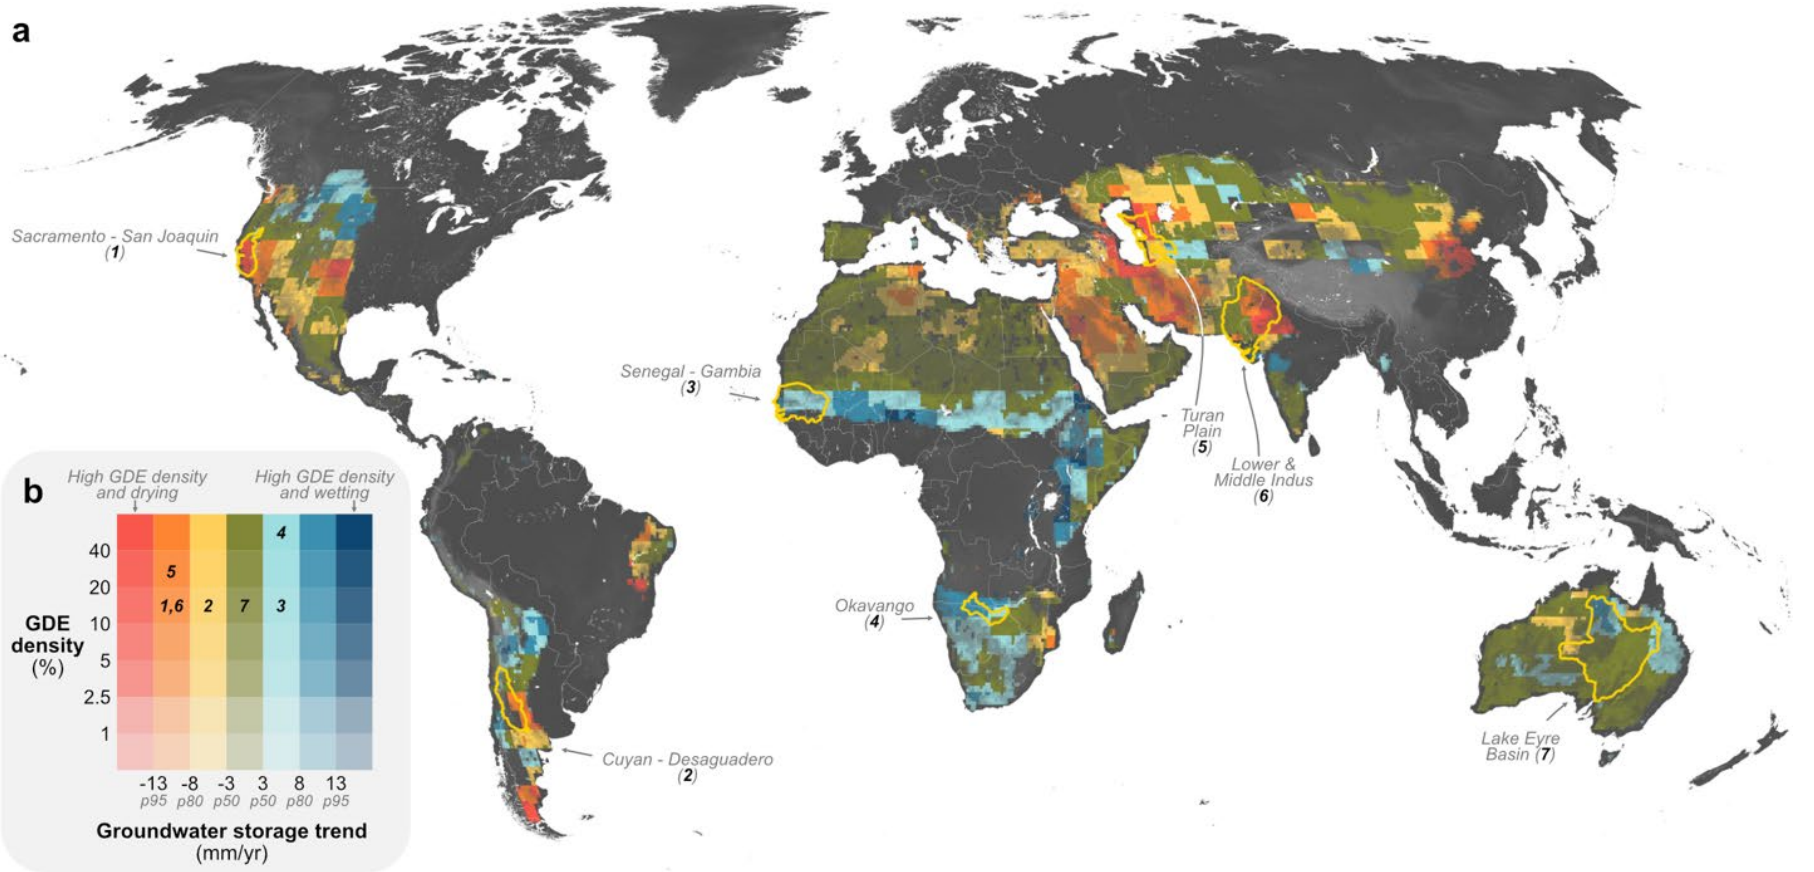 a
Sacramento - San Joaquin
(1)
Senegal - Gambia
(3)
Turan
Plain
(5)
Lower &
Middle Indus
(6)
Okavango
(4)
Cuyan - Desaguadero
(2)
Lake Eyre
Basin (7)
b
High GDE density
and drying
High GDE density
and wetting
4
40
5
20
1,6 2 7 3
10
GDE
density
(%)
5
2.5
1
-13 -8 -3 3 8 13
p95 p80 p50 p50 p80 p95
Groundwater storage trend
(mm/yr)